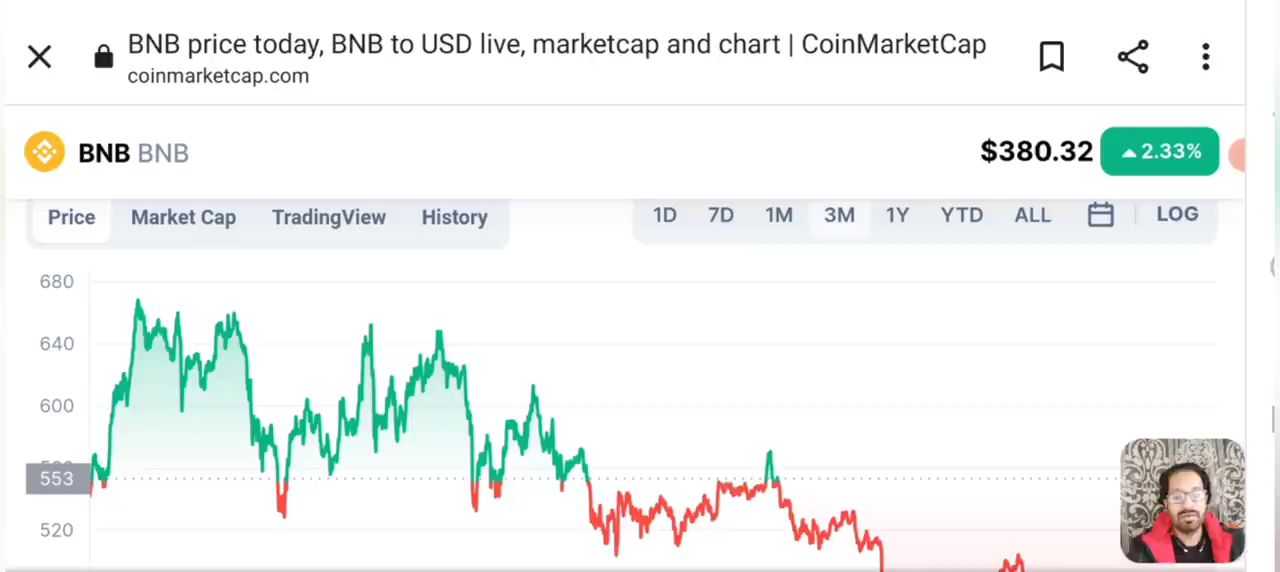 BNB price today, BNB to USD live, marketcap and chart | CoinMarketCap
coinmarketcap.com
BNB BNB $380.32 2.33%
Price Market Cap TradingView History 1D 7D 1M 3M 1Y YTD ALL LOG
680
640
600
553
520